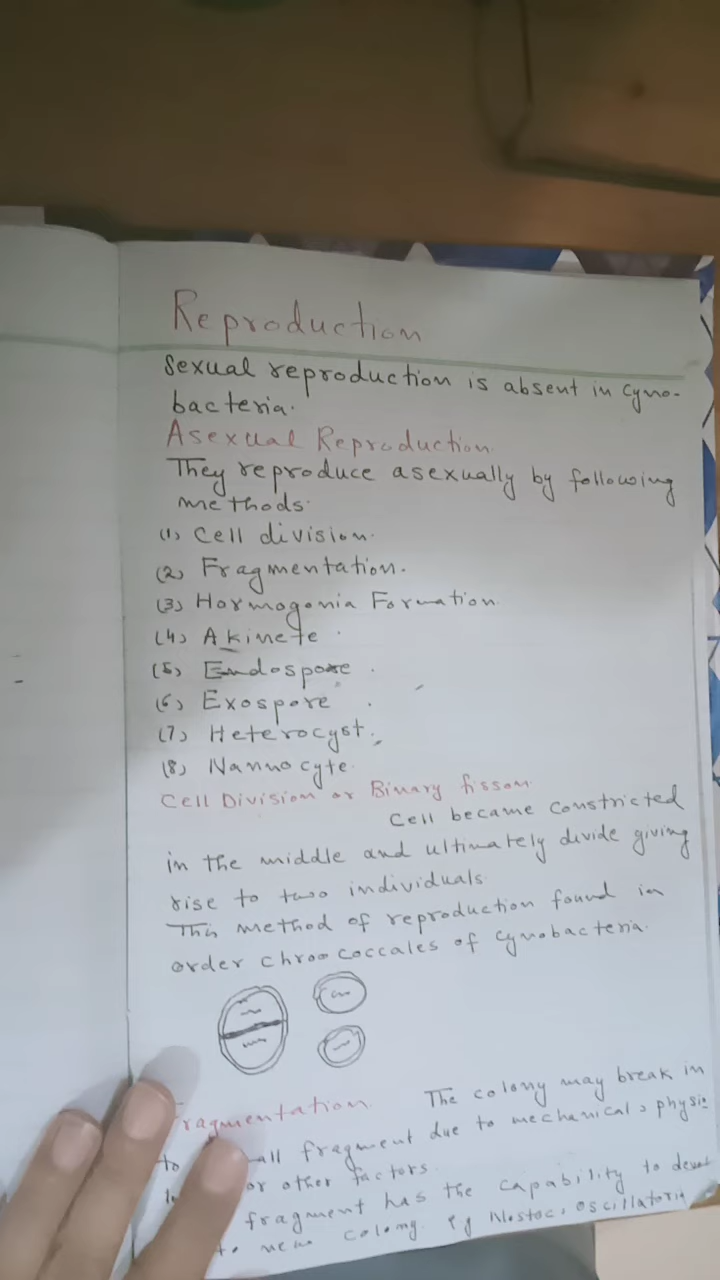 Reproduction
Sexual reproduction is absent in Cyno-
bacteria.
Asexual Reproduction.
They reproduce asexually by following
methods.
(1) Cell division.
(2) Fragmentation.
(3) Hormogonia Formation
(4) Akinete.
(5) Endospore.
(6) Exospore.
(7) Heterocyst.
(8) Nannocyte.
Cell Division or Binary fisson
Cell became constricted
in the middle and ultimately divide giving
rise to two individuals.
This method of reproduction found in
order chroococcales of Cynobacteria.
ragmentation The colony may break in
to all fragment due to mechanical, physio
or other factors.
fragment has the capability to
new colony. eg Nostoc, oscillatoria